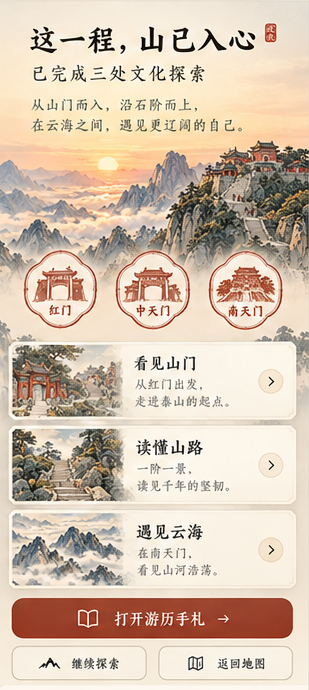 这一程，山已入心
已完成三处文化探索
从山门而入，沿石阶而上，
在云海之间，遇见更辽阔的自己。
红门
中天门
南天门
看见山门
从红门出发，
走进泰山的起点。
读懂山路
一阶一景，
读见千年的坚韧。
遇见云海
在南天门，
看见山河浩荡。
打开游历手札 →
继续探索
返回地图